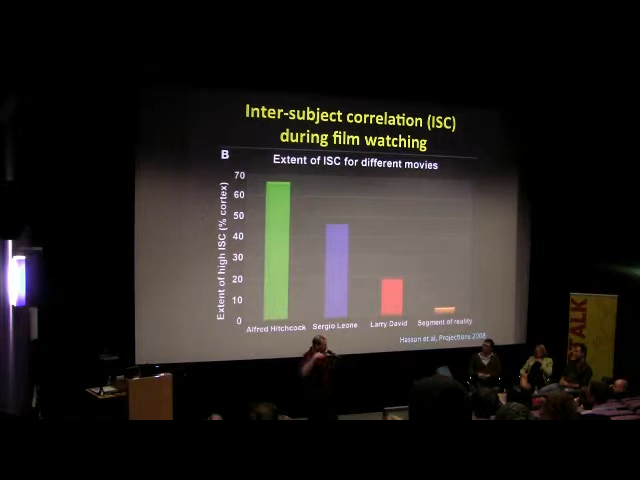 Inter-subject correlation (ISC)
during film watching
B
Extent of ISC for different movies
Extent of high ISC (% cortex)
70
60
50
40
30
20
10
0
Alfred Hitchcock
Sergio Leone
Larry David
Segment of reality
Hasson et al, Projections 2008
TALK